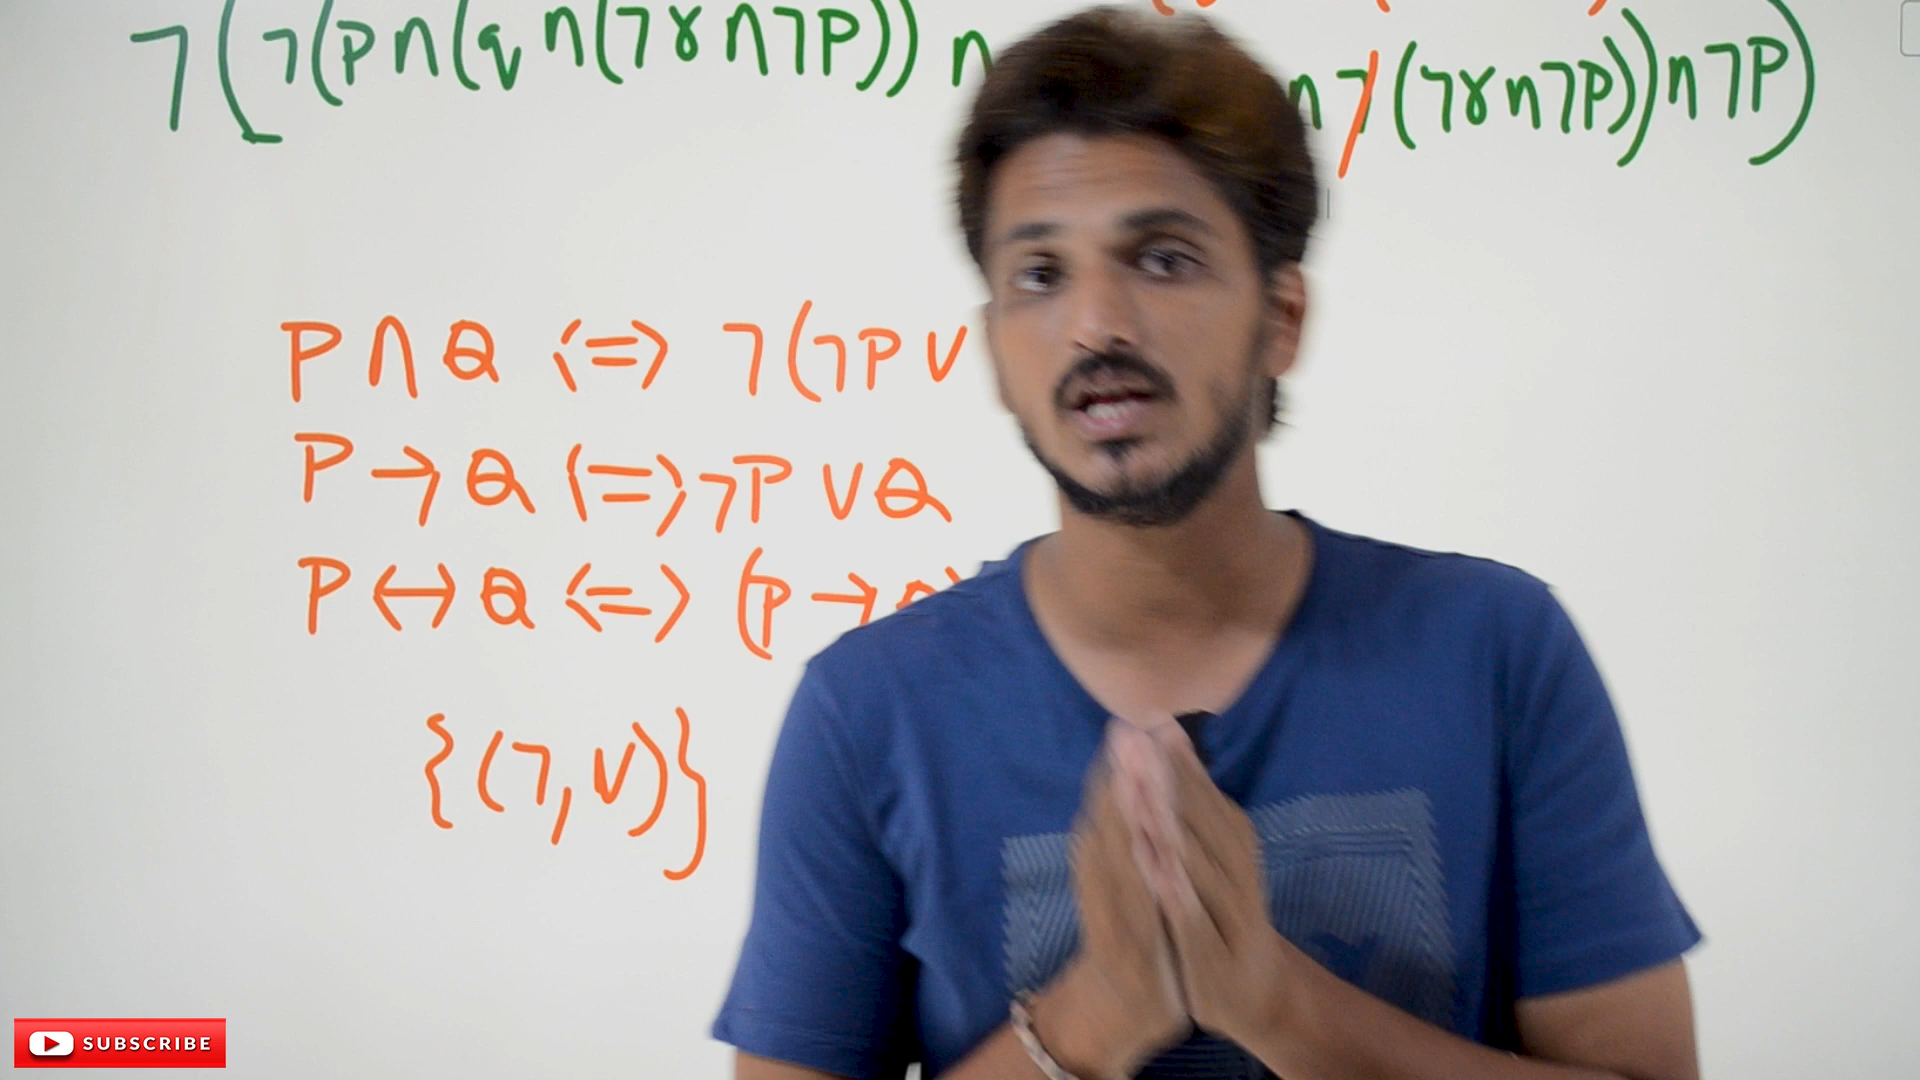 ¬(¬(P∧(q∧(¬r∧¬P)) ∧ ∧¬(¬r∧¬P))∧¬P)
P ∧ Q <=> ¬(¬P ∨
P → Q <=> ¬P ∨ Q
P ↔ Q <=> (P → Q)
{(¬, ∨)}
SUBSCRIBE